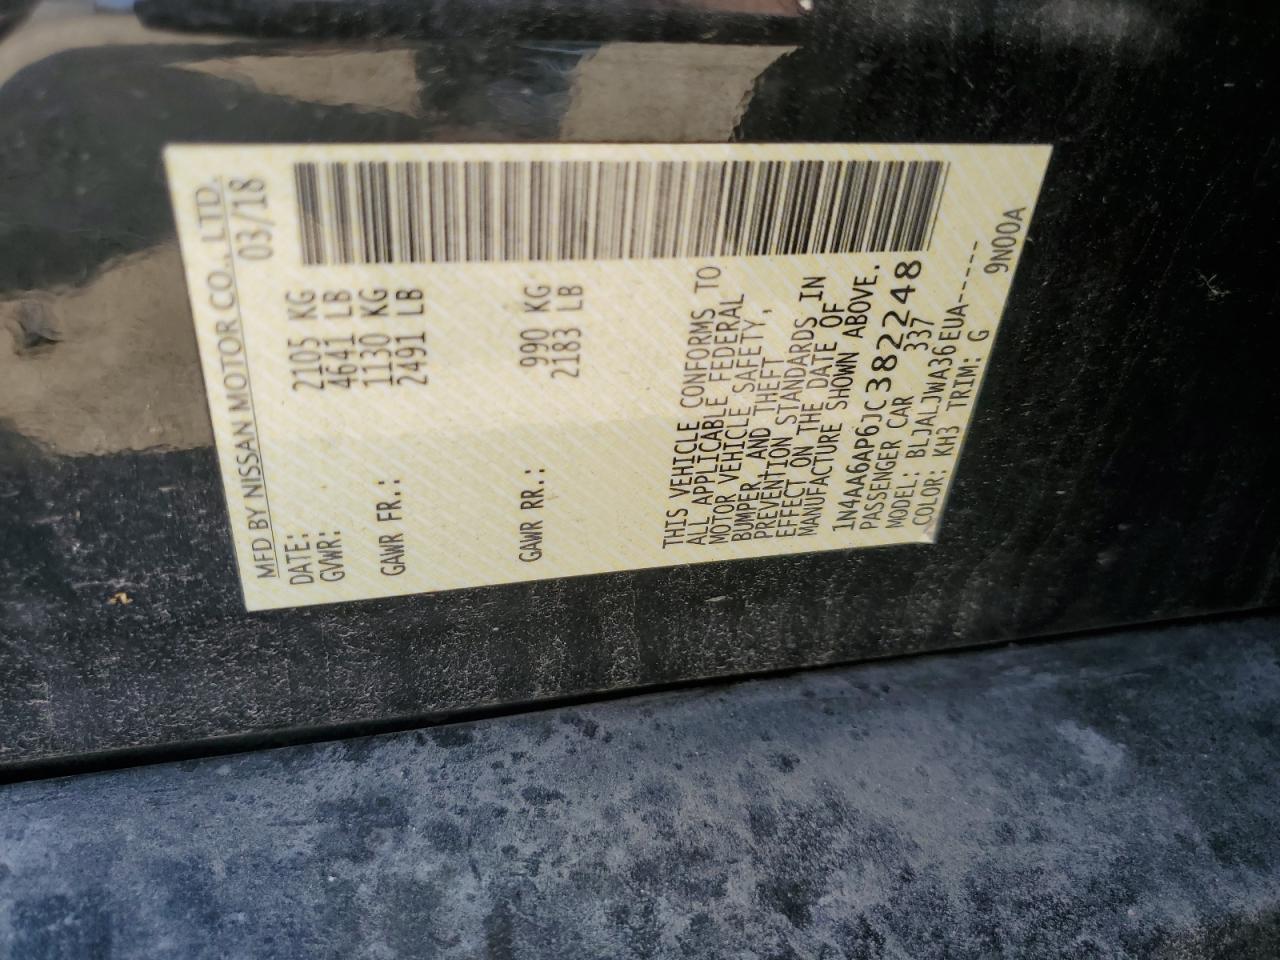 MFD BY NISSAN MOTOR CO., LTD.
DATE: 03/18
GVWR: 2105 KG
4641 LB
GAWR FR.: 1130 KG
2491 LB
GAWR RR.: 990 KG
2183 LB
THIS VEHICLE CONFORMS TO
ALL APPLICABLE FEDERAL
MOTOR VEHICLE SAFETY,
BUMPER, AND THEFT
PREVENTION STANDARDS IN
EFFECT ON THE DATE OF
MANUFACTURE SHOWN ABOVE.
1N4AA6AP6JC382248
PASSENGER CAR 337
MODEL: BLJALJWA36EUA-----
COLOR: KH3 TRIM: G 9N00A